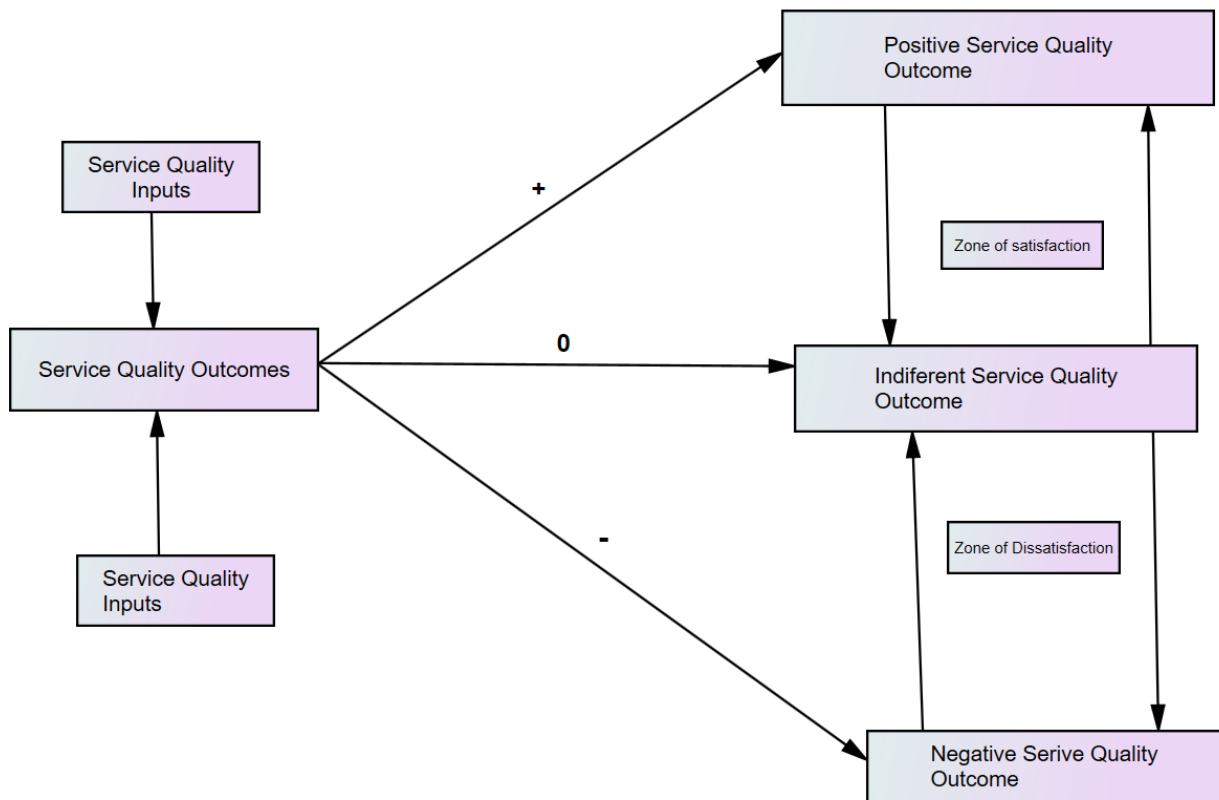 Positive Service Quality
Outcome
Service Quality
Inputs
+
Zone of satisfaction
Service Quality Outcomes
0
Indiferent Service Quality
Outcome
-
Zone of Dissatisfaction
Service Quality
Inputs
Negative Serive Quality
Outcome